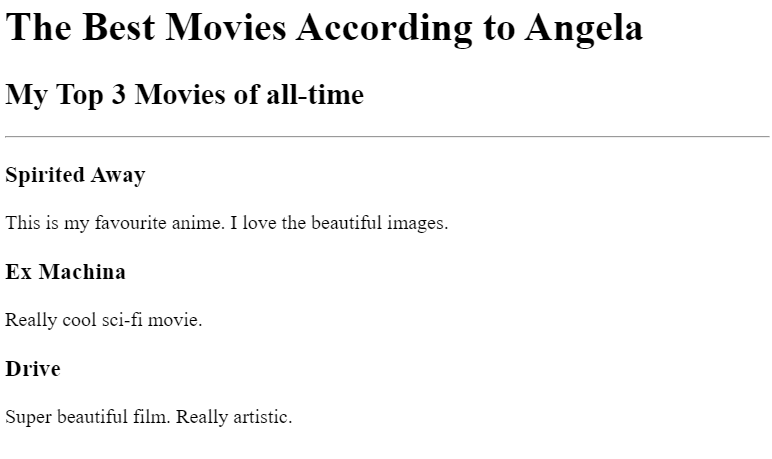 The Best Movies According to Angela
My Top 3 Movies of all-time
Spirited Away
This is my favourite anime. I love the beautiful images.
Ex Machina
Really cool sci-fi movie.
Drive
Super beautiful film. Really artistic.